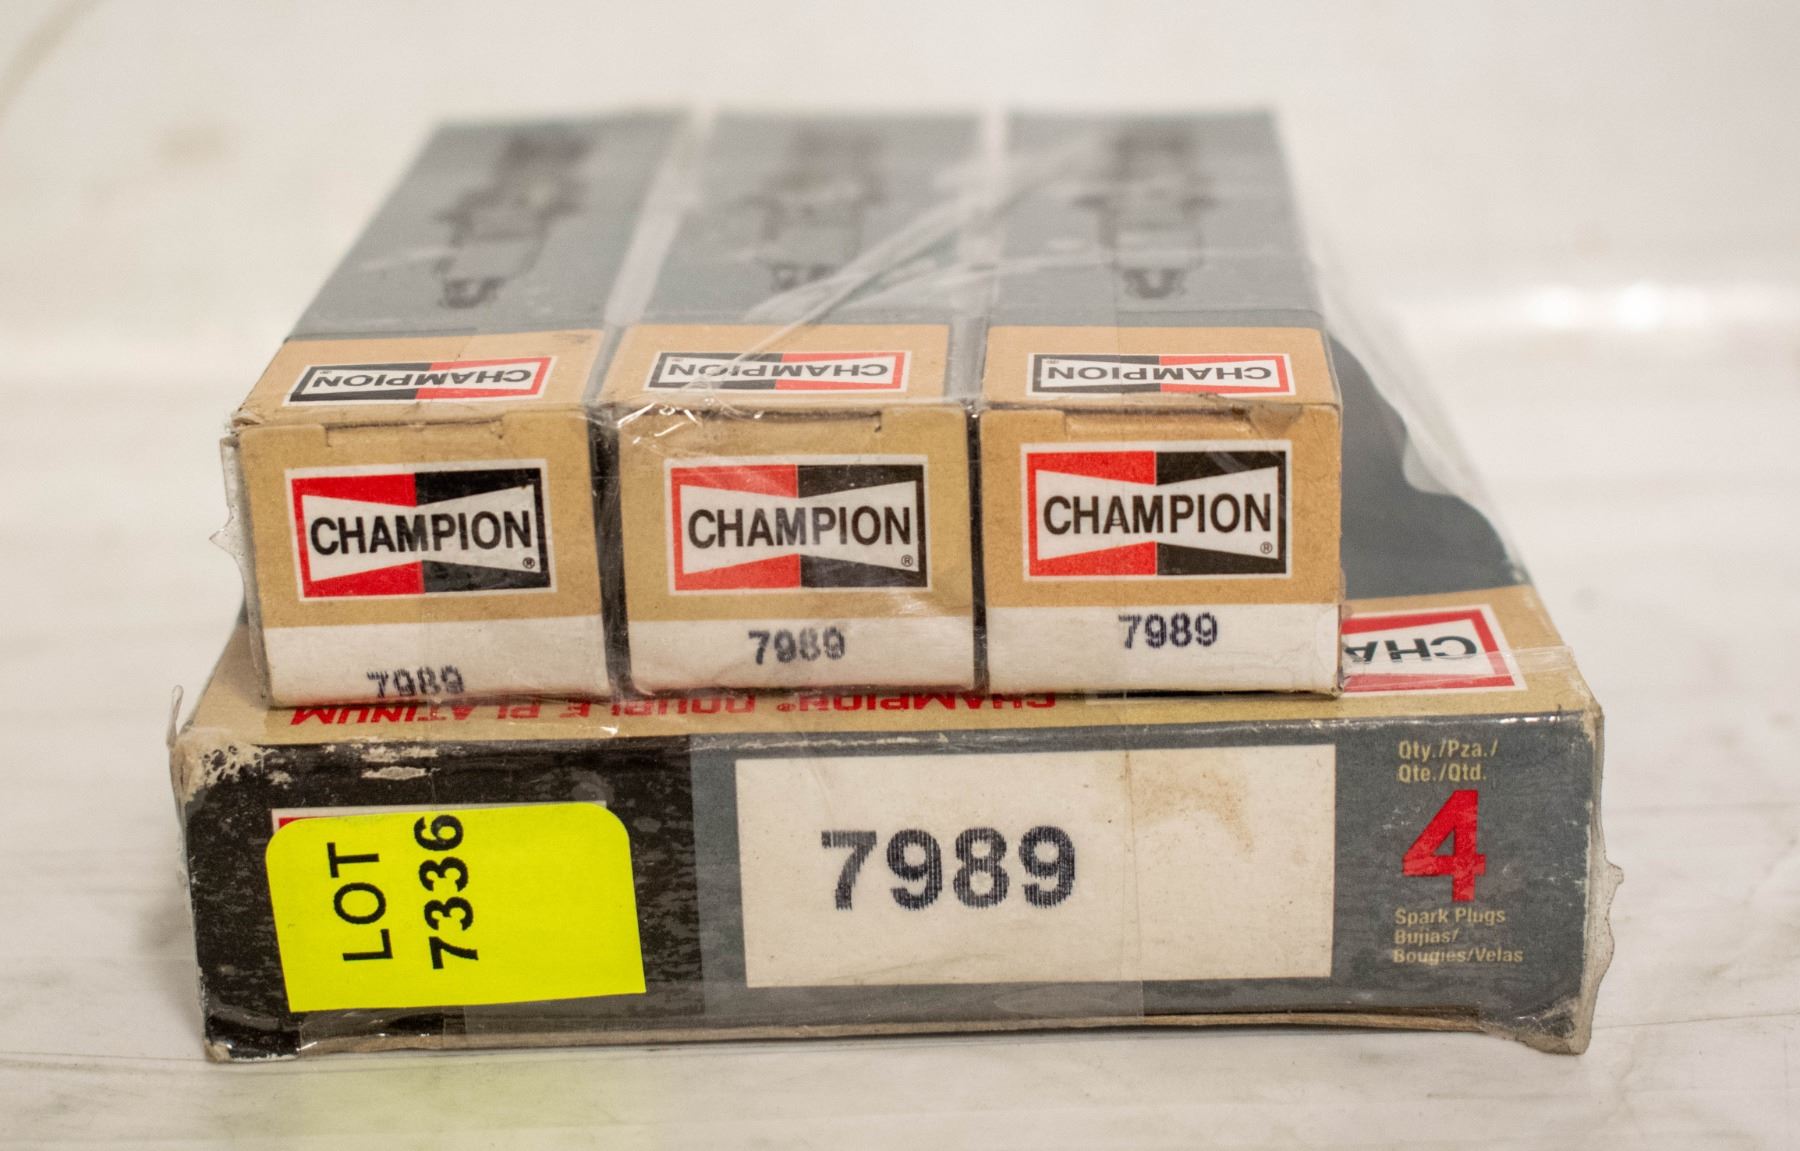 CHAMPION®
CHAMPION®
CHAMPION®
CHAMPION®
7989
CHAMPION®
7989
CHAMPION®
7989
CHA
CHAMPION® DOUBLE PLATINUM
LOT
7336
7989
Qty./Pza./
Qte./Qtd.
4
Spark Plugs
Bujias/
Bougies/Velas